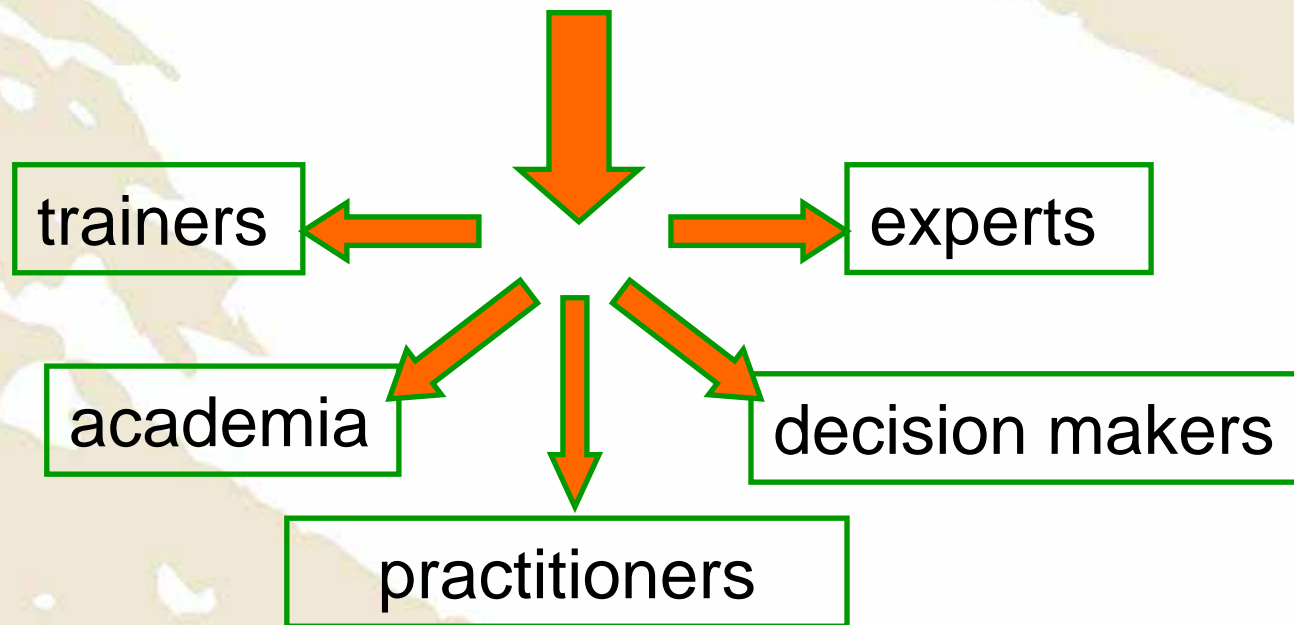 trainers
experts
academia
decision makers
practitioners